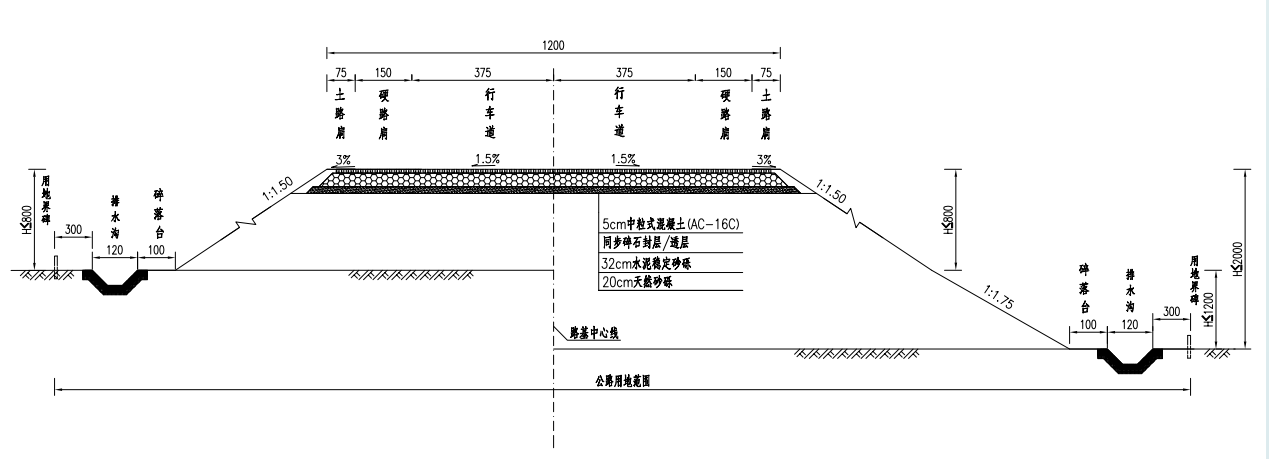 1200
75
150
375
375
150
75
土路肩
硬路肩
行车道
行车道
硬路肩
土路肩
3%
1.5%
1.5%
3%
1:1.50
1:1.50
H≤800
用地界碑
排水沟
碎落台
300
120
100
H≤800
H≤2000
5cm中粒式混凝土(AC-16C)
同步碎石封层/透层
32cm水泥稳定砂砾
20cm天然砂砾
1:1.75
碎落台
排水沟
用地界碑
100
120
300
H≤1200
路基中心线
公路用地范围